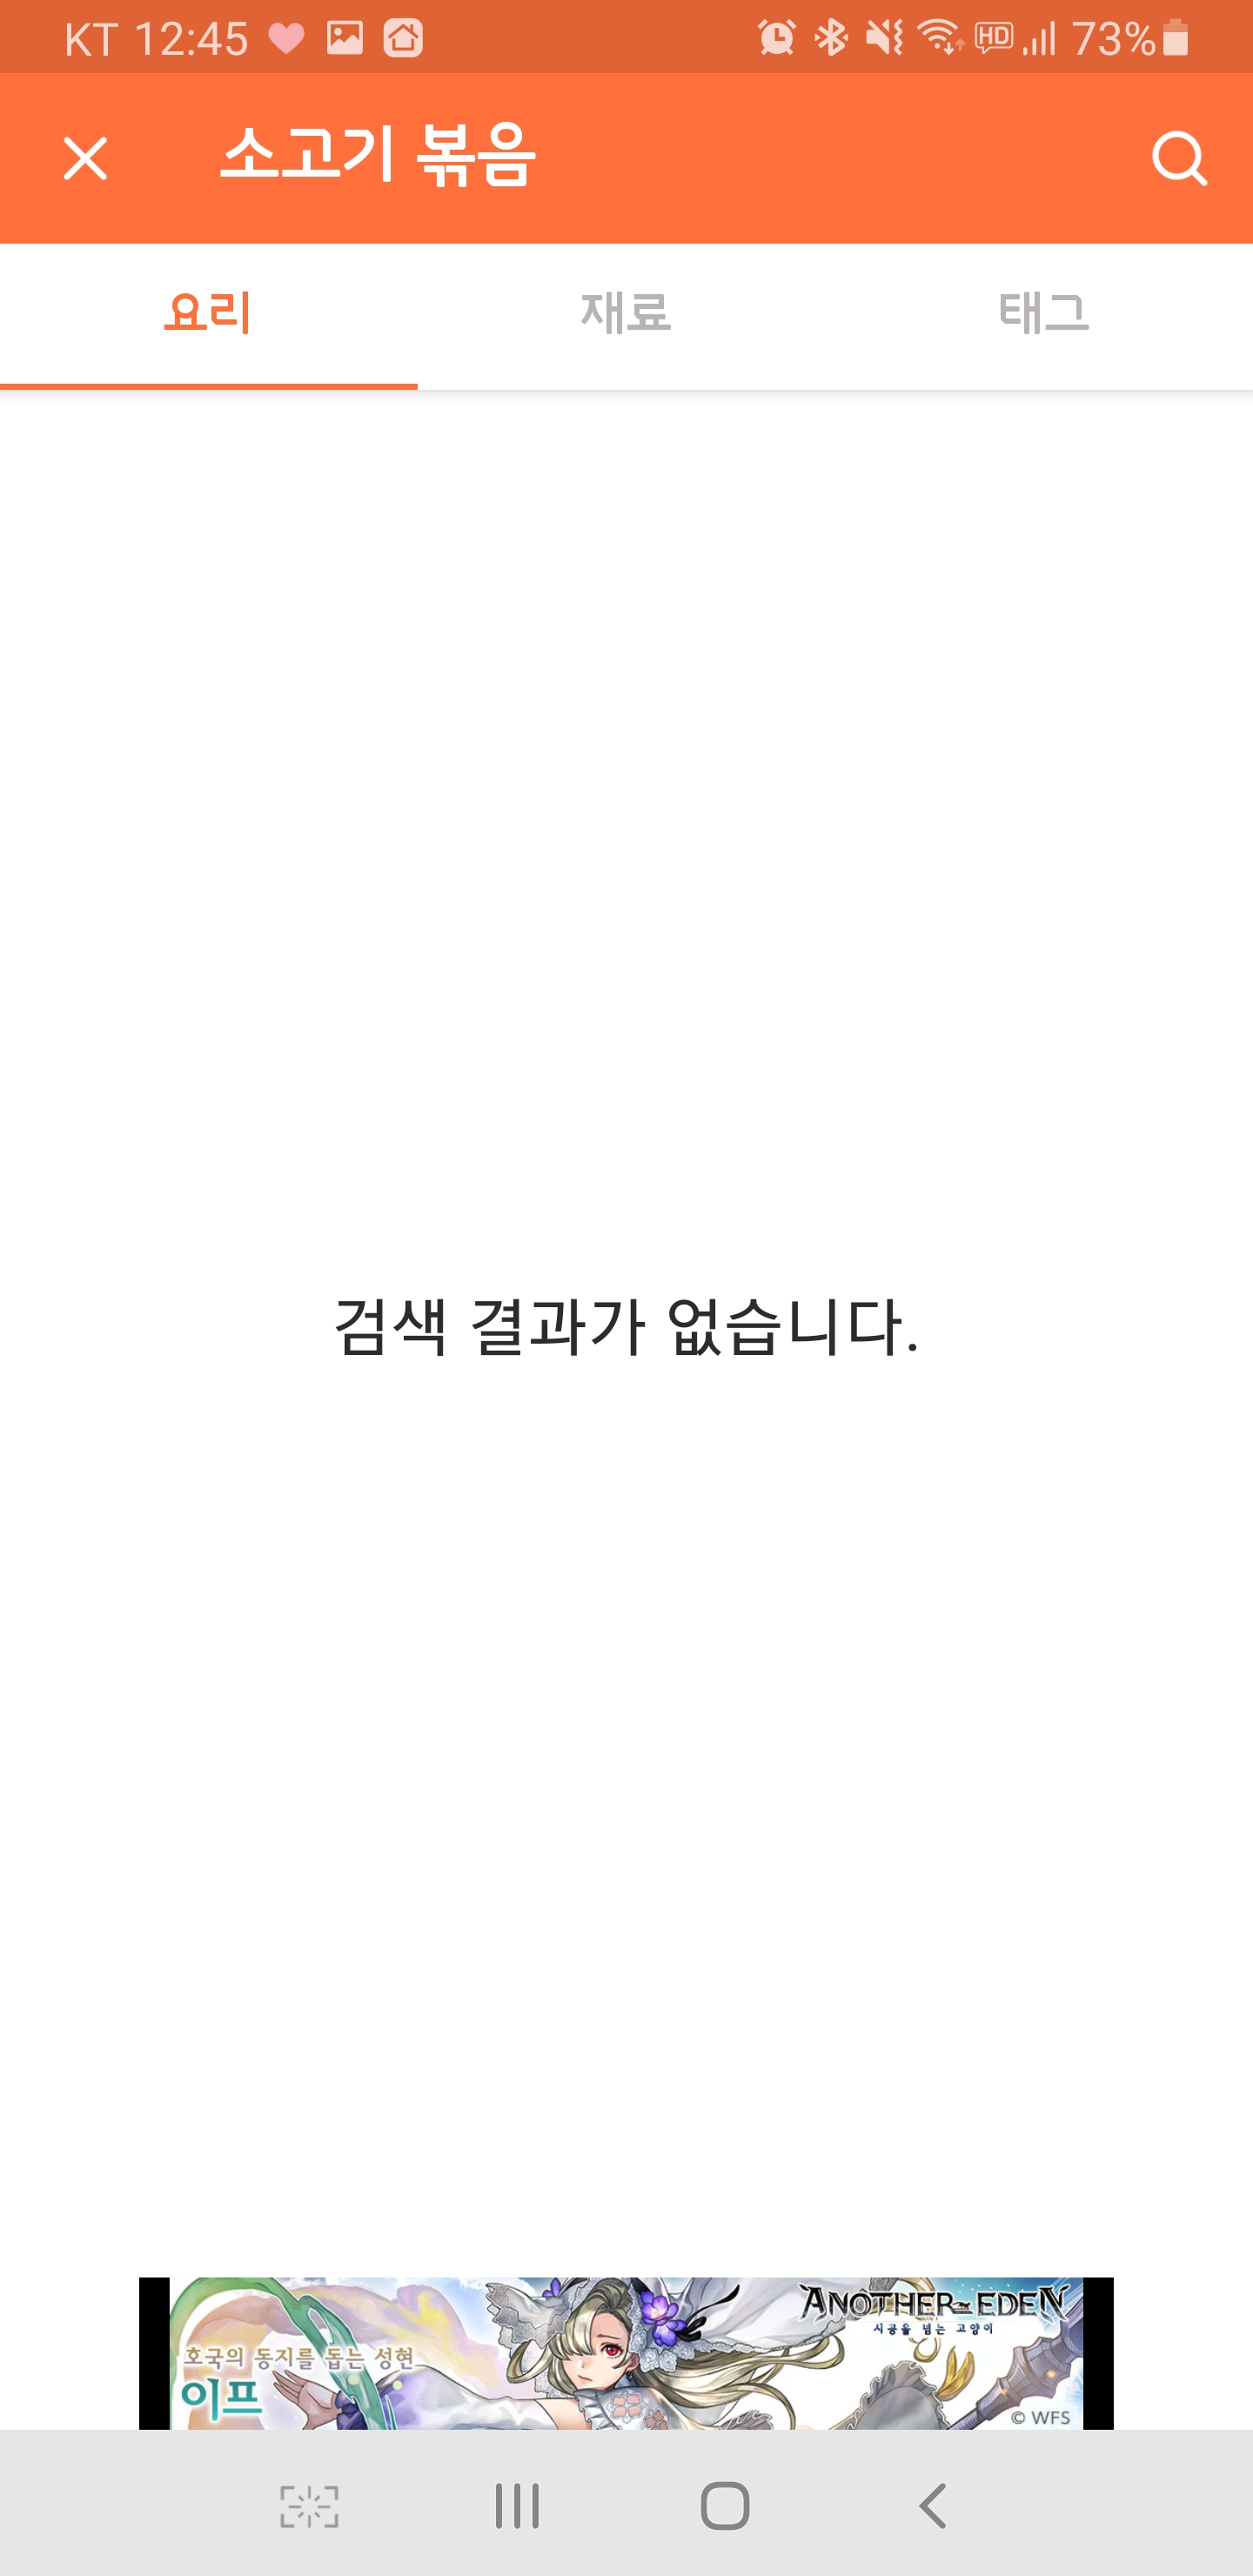 KT 12:45 HD 73%
소고기 볶음
요리 재료 태그
검색 결과가 없습니다.
ANOTHER EDEN
시공을 넘는 고양이
호국의 동지를 돕는 성현
이프
© WFS